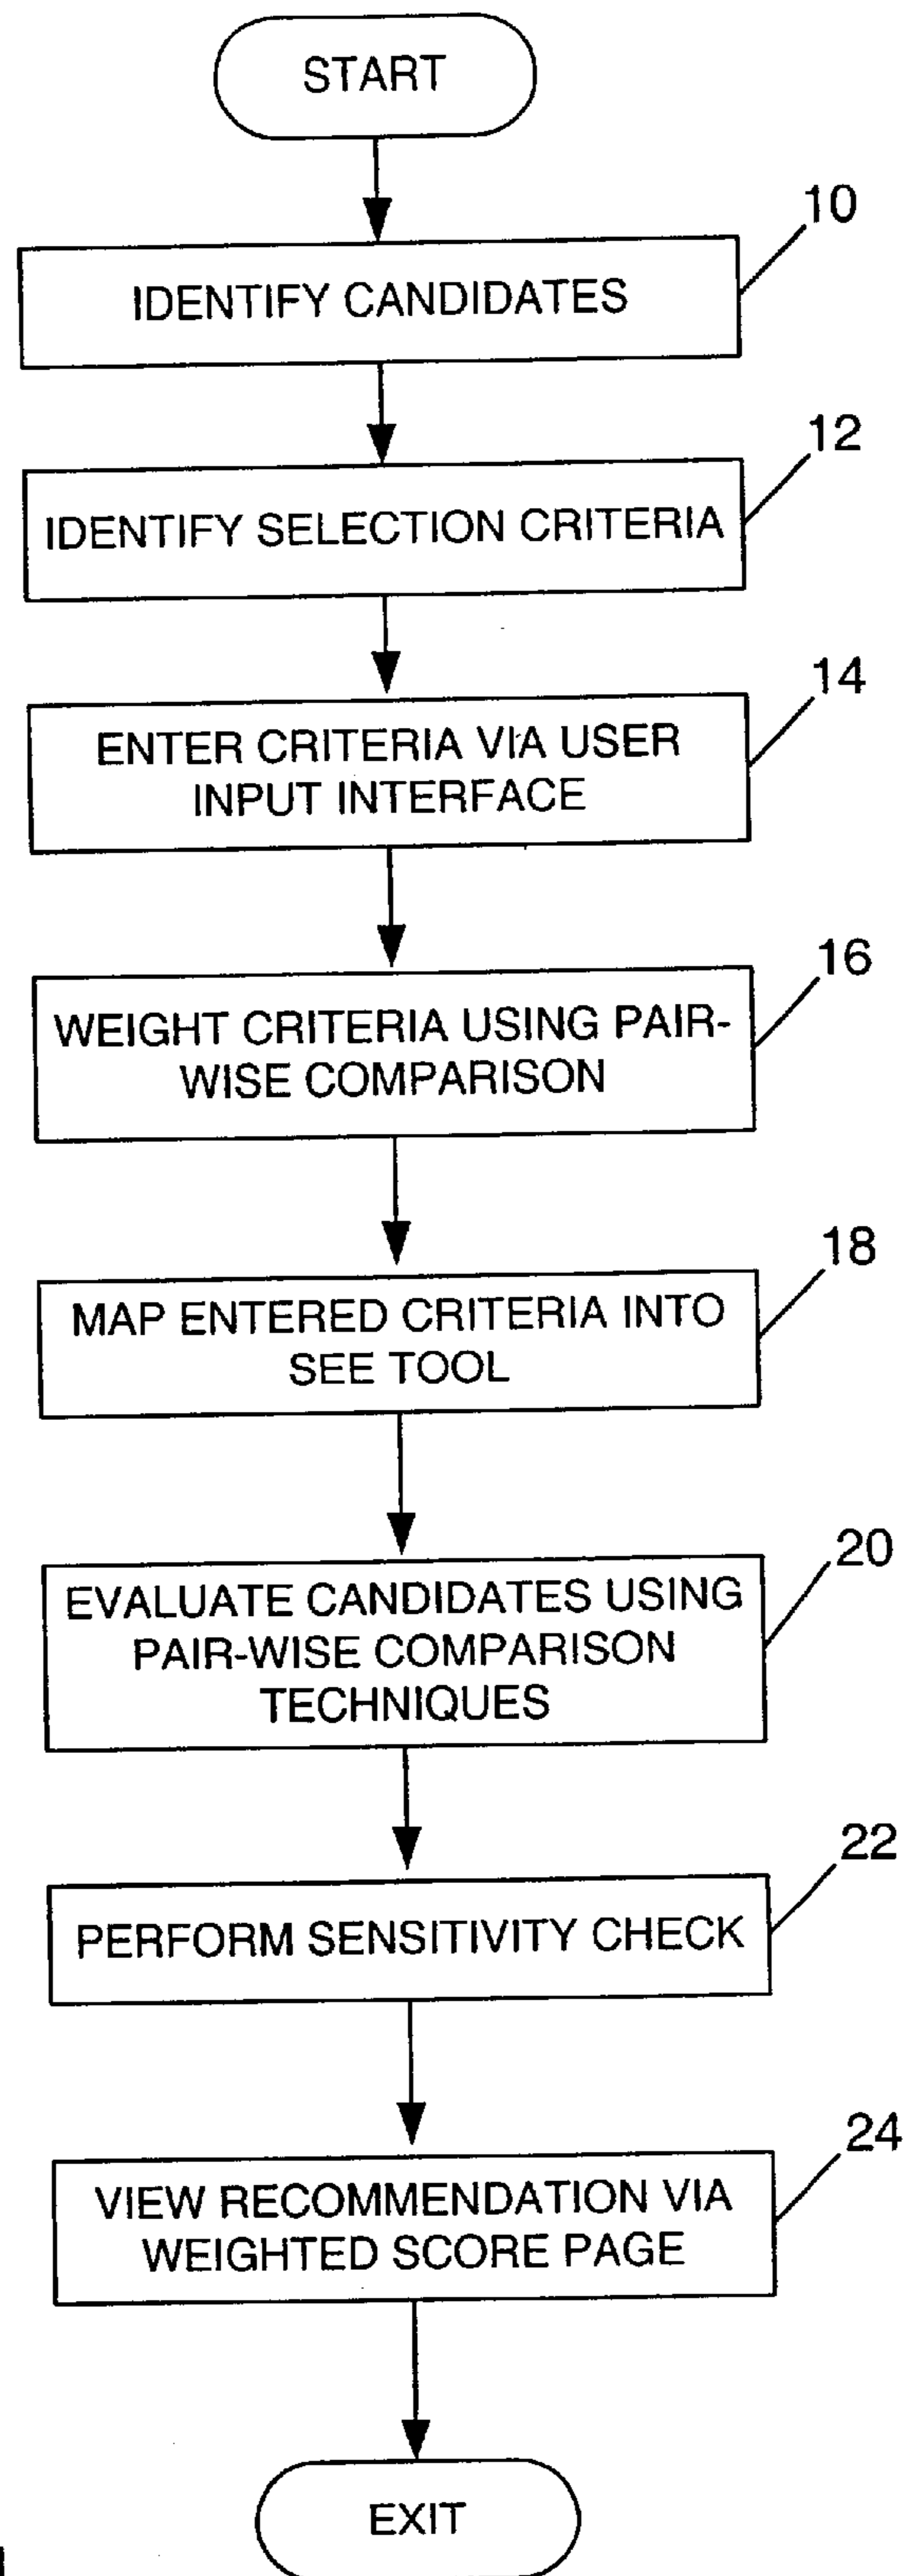 START
10
IDENTIFY CANDIDATES
12
IDENTIFY SELECTION CRITERIA
14
ENTER CRITERIA VIA USER
INPUT INTERFACE
16
WEIGHT CRITERIA USING PAIR-
WISE COMPARISON
18
MAP ENTERED CRITERIA INTO
SEE TOOL
20
EVALUATE CANDIDATES USING
PAIR-WISE COMPARISON
TECHNIQUES
22
PERFORM SENSITIVITY CHECK
24
VIEW RECOMMENDATION VIA
WEIGHTED SCORE PAGE
EXIT